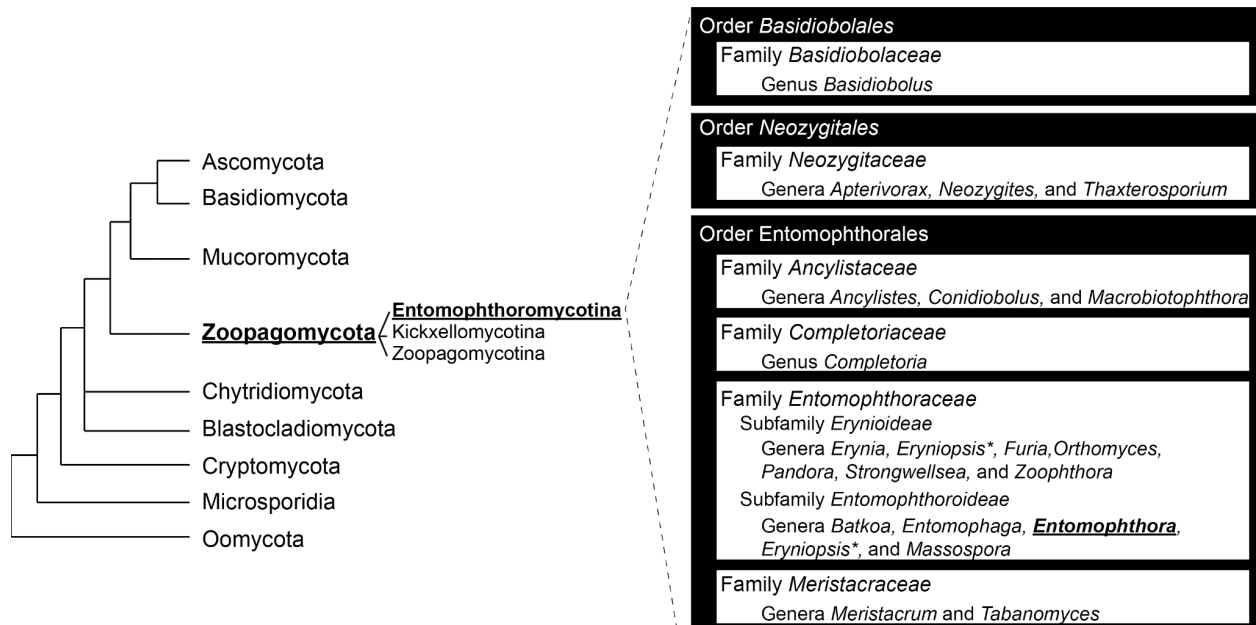 Ascomycota
Basidiomycota
Mucoromycota
Zoopagomycota
Entomophthoromycotina
Kickxellomycotina
Zoopagomycotina
Chytridiomycota
Blastocladiomycota
Cryptomycota
Microsporidia
Oomycota
Order Basidiobolales
Family Basidiobolaceae
Genus Basidiobolus
Order Neozygitales
Family Neozygitaceae
Genera Apterivorax, Neozygites, and Thaxterosporium
Order Entomophthorales
Family Ancylistaceae
Genera Ancylistes, Conidiobolus, and Macrobiotophthora
Family Completoriaceae
Genus Completoria
Family Entomophthoraceae
Subfamily Erynioideae
Genera Erynia, Eryniopsis*, Furia,Orthomyces,
Pandora, Strongwellsea, and Zoophthora
Subfamily Entomophthoroideae
Genera Batkoa, Entomophaga, Entomophthora,
Eryniopsis*, and Massospora
Family Meristacraceae
Genera Meristacrum and Tabanomyces